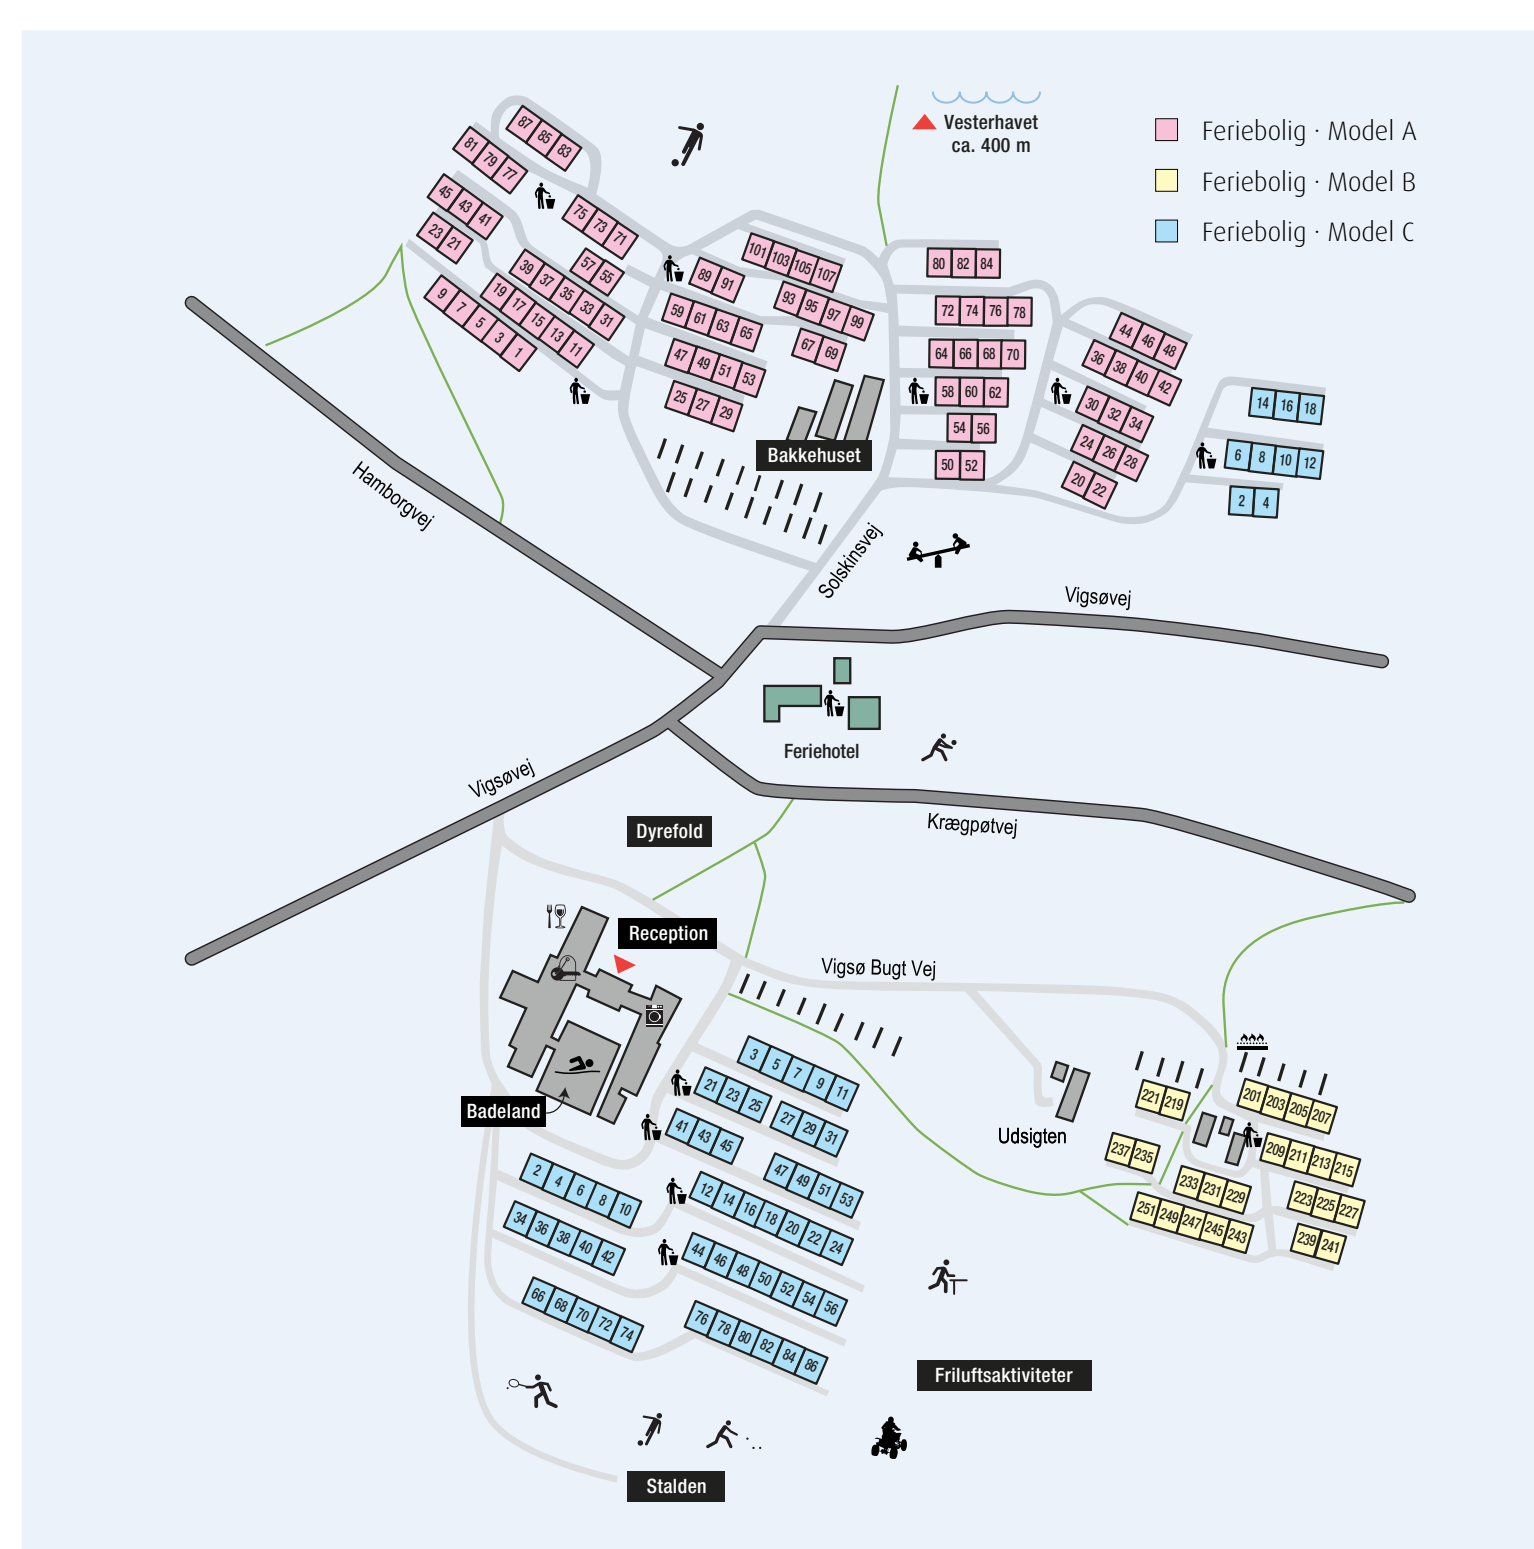 Vesterhavet
ca. 400 m
Feriebolig · Model A
Feriebolig · Model B
Feriebolig · Model C
87 85 83
81 79 77
45 43 41
23 21
75 73 71
57 55
39 37 35 33 31
19 17 15 13 11
9 7 5 3 1
101 103 105 107
89 91
93 95 97 99
59 61 63 65
67 69
47 49 51 53
25 27 29
80 82 84
72 74 76 78
64 66 68 70
58 60 62
54 56
50 52
44 46 48
36 38 40 42
30 32 34
24 26 28
20 22
14 16 18
6 8 10 12
2 4
Bakkehuset
Hamborgvej
Solskinsvej
Vigsøvej
Feriehotel
Vigsøvej
Krægpøtvej
Dyrefold
Reception
Vigsø Bugt Vej
Badeland
Udsigten
3 5 7 9 11
21 23 25
27 29 31
41 43 45
47 49 51 53
2 4 6 8 10
12 14 16 18 20 22 24
34 36 38 40 42
44 46 48 50 52 54 56
66 68 70 72 74
76 78 80 82 84 86
221 219
201 203 205 207
237 235
209 211 213 215
233 231 229
223 225 227
251 249 247 245 243
239 241
Friluftsaktiviteter
Stalden